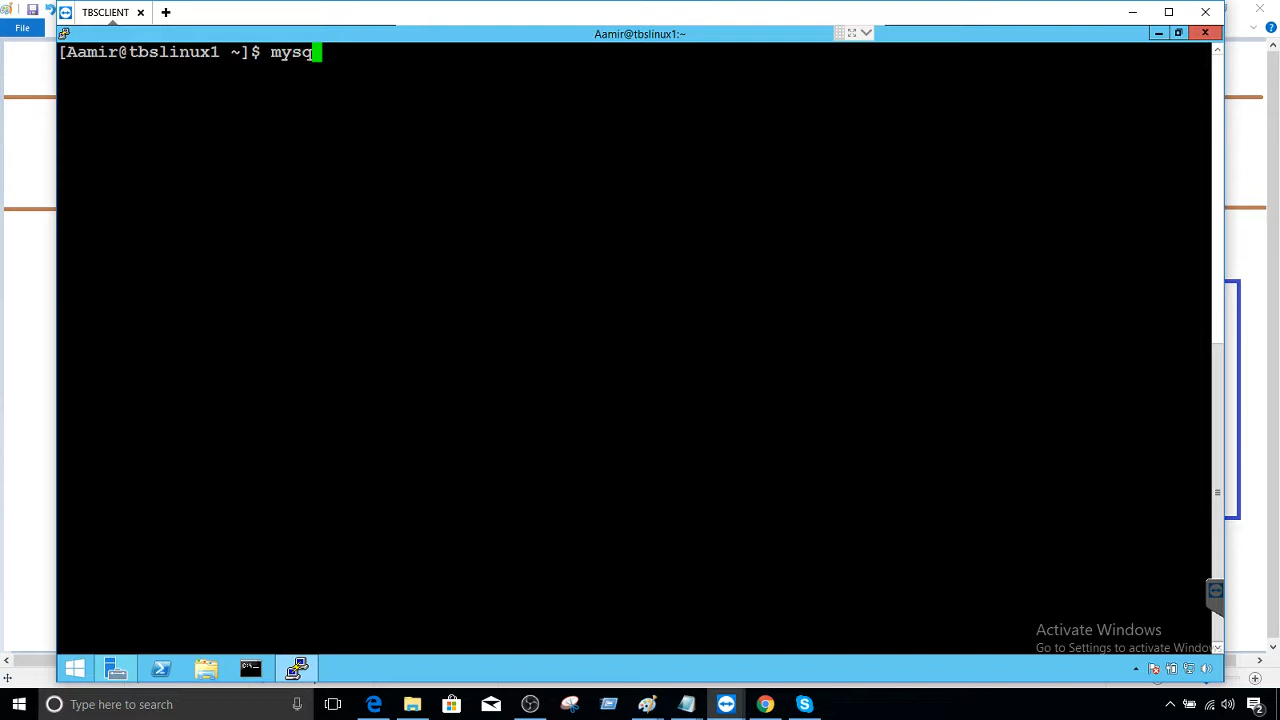 TBSCLIENT
File
Aamir@tbslinux1:~
[Aamir@tbslinux1 ~]$ mysq
Activate Windows
Go to Settings to activate Windo
Type here to search